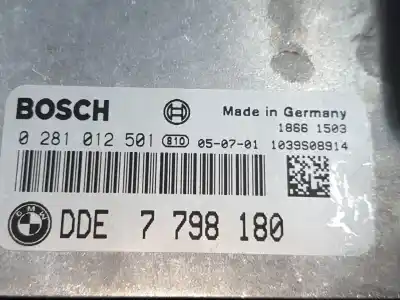 BOSCH
Made in Germany
1866 1503
0 281 012 501 810 05-07-01 1039S08914
BMW DDE 7 798 180